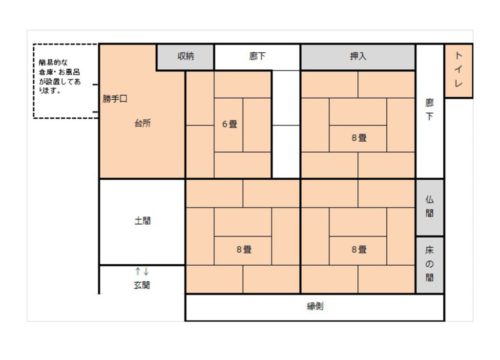 簡易的な
倉庫・お風呂
が設置してあ
ります。
収納
廊下
押入
トイレ
勝手口
台所
6畳
8畳
廊下
土間
8畳
8畳
仏間
床の間
↑↓
玄関
縁側